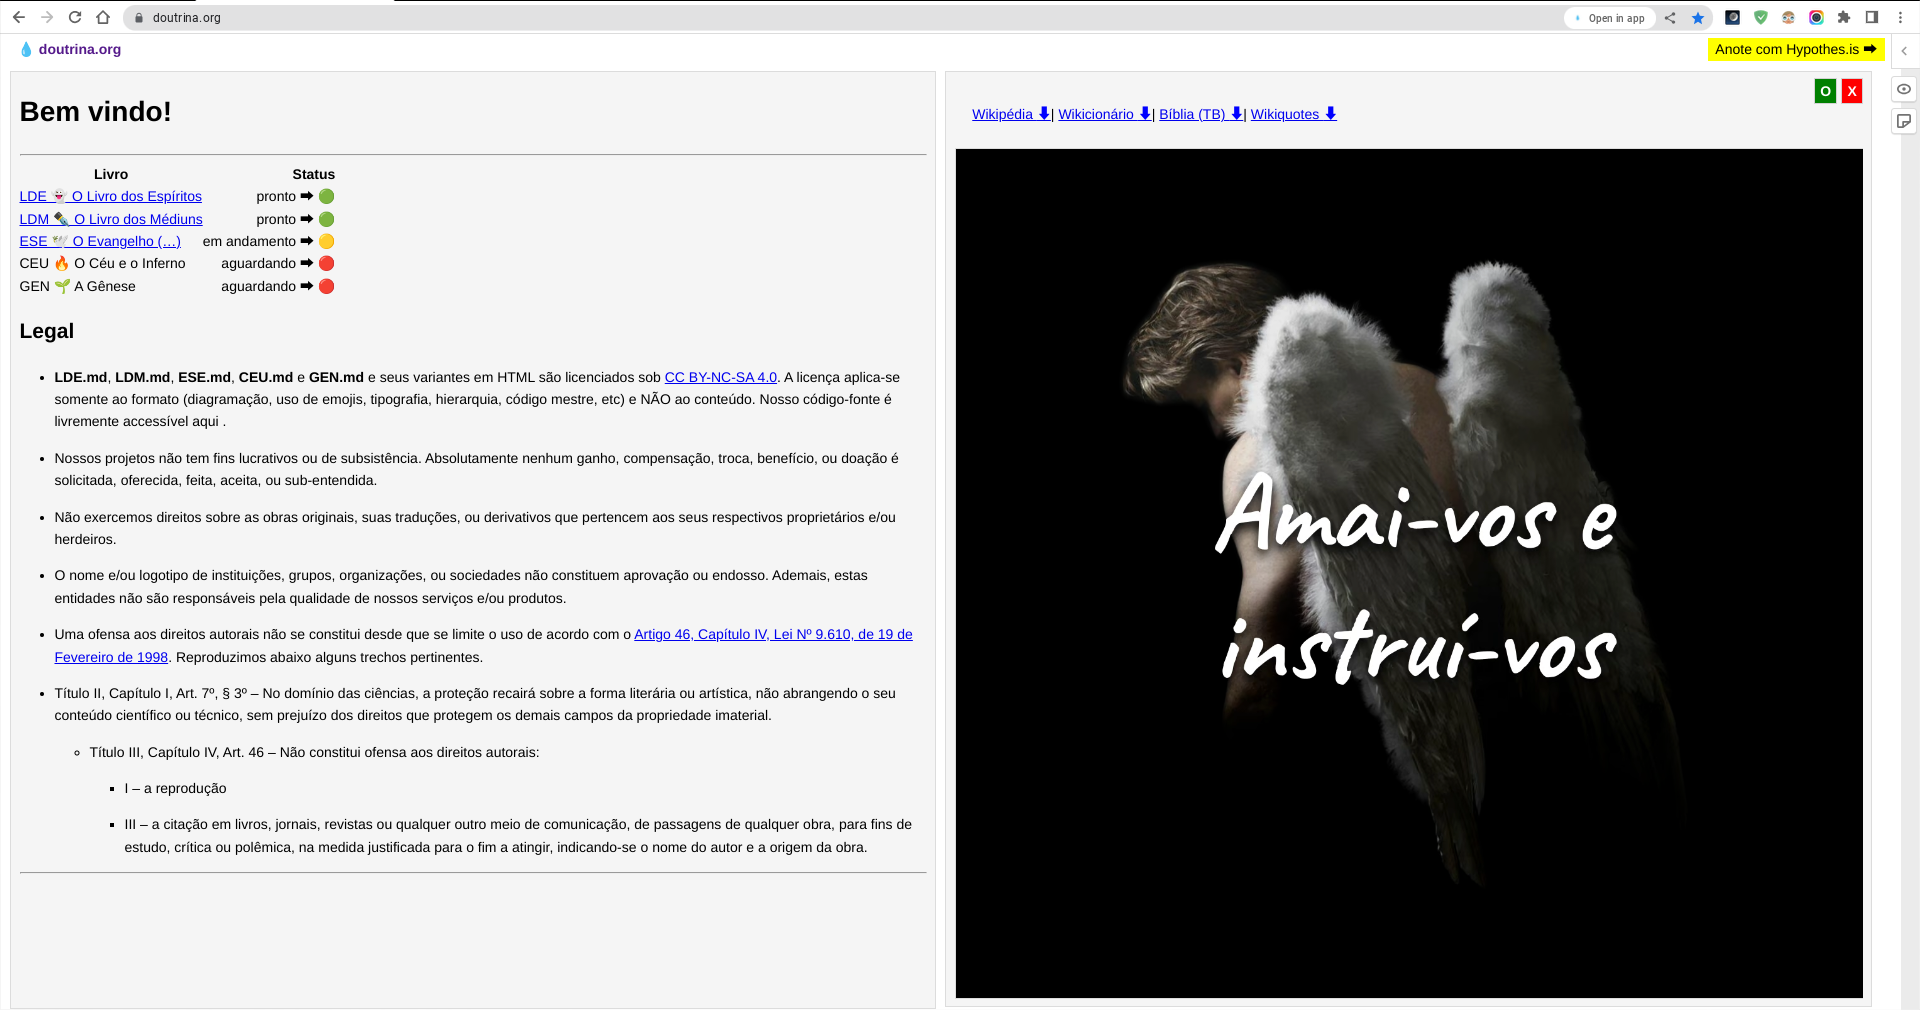 doutrina.org
Open in app
💧 doutrina.org
Anote com Hypothes.is ➡
Bem vindo!
Livro Status
LDE 👻 O Livro dos Espíritos pronto ➡ 🟢
LDM ✒️ O Livro dos Médiuns pronto ➡ 🟢
ESE 🕊️ O Evangelho (…) em andamento ➡ 🟡
CEU 🔥 O Céu e o Inferno aguardando ➡ 🔴
GEN 🌱 A Gênese aguardando ➡ 🔴
Legal
• LDE.md, LDM.md, ESE.md, CEU.md e GEN.md e seus variantes em HTML são licenciados sob CC BY-NC-SA 4.0. A licença aplica-se
somente ao formato (diagramação, uso de emojis, tipografia, hierarquia, código mestre, etc) e NÃO ao conteúdo. Nosso código-fonte é
livremente accessível aqui .
• Nossos projetos não tem fins lucrativos ou de subsistência. Absolutamente nenhum ganho, compensação, troca, benefício, ou doação é
solicitada, oferecida, feita, aceita, ou sub-entendida.
• Não exercemos direitos sobre as obras originais, suas traduções, ou derivativos que pertencem aos seus respectivos proprietários e/ou
herdeiros.
• O nome e/ou logotipo de instituições, grupos, organizações, ou sociedades não constituem aprovação ou endosso. Ademais, estas
entidades não são responsáveis pela qualidade de nossos serviços e/ou produtos.
• Uma ofensa aos direitos autorais não se constitui desde que se limite o uso de acordo com o Artigo 46, Capítulo IV, Lei Nº 9.610, de 19 de
Fevereiro de 1998. Reproduzimos abaixo alguns trechos pertinentes.
• Título II, Capítulo I, Art. 7º, § 3º – No domínio das ciências, a proteção recairá sobre a forma literária ou artística, não abrangendo o seu
conteúdo científico ou técnico, sem prejuízo dos direitos que protegem os demais campos da propriedade imaterial.
◦ Título III, Capítulo IV, Art. 46 – Não constitui ofensa aos direitos autorais:
▪ I – a reprodução
▪ III – a citação em livros, jornais, revistas ou qualquer outro meio de comunicação, de passagens de qualquer obra, para fins de
estudo, crítica ou polêmica, na medida justificada para o fim a atingir, indicando-se o nome do autor e a origem da obra.
O X
Wikipédia ⬇| Wikicionário ⬇| Bíblia (TB) ⬇| Wikiquotes ⬇
Amai-vos e
instruí-vos